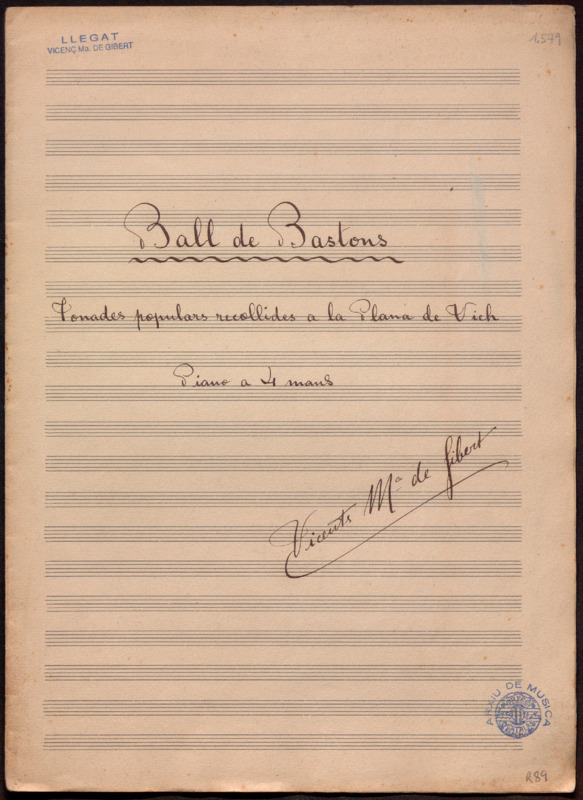 LLEGAT
VICENÇ Ma. DE GIBERT
1.579
Ball de Bastons
Tonades populars recollides a la Plana de Vich
Piano a 4 mans
Vicents Mª de Gibert
ARXIU DE MUSICA
R89